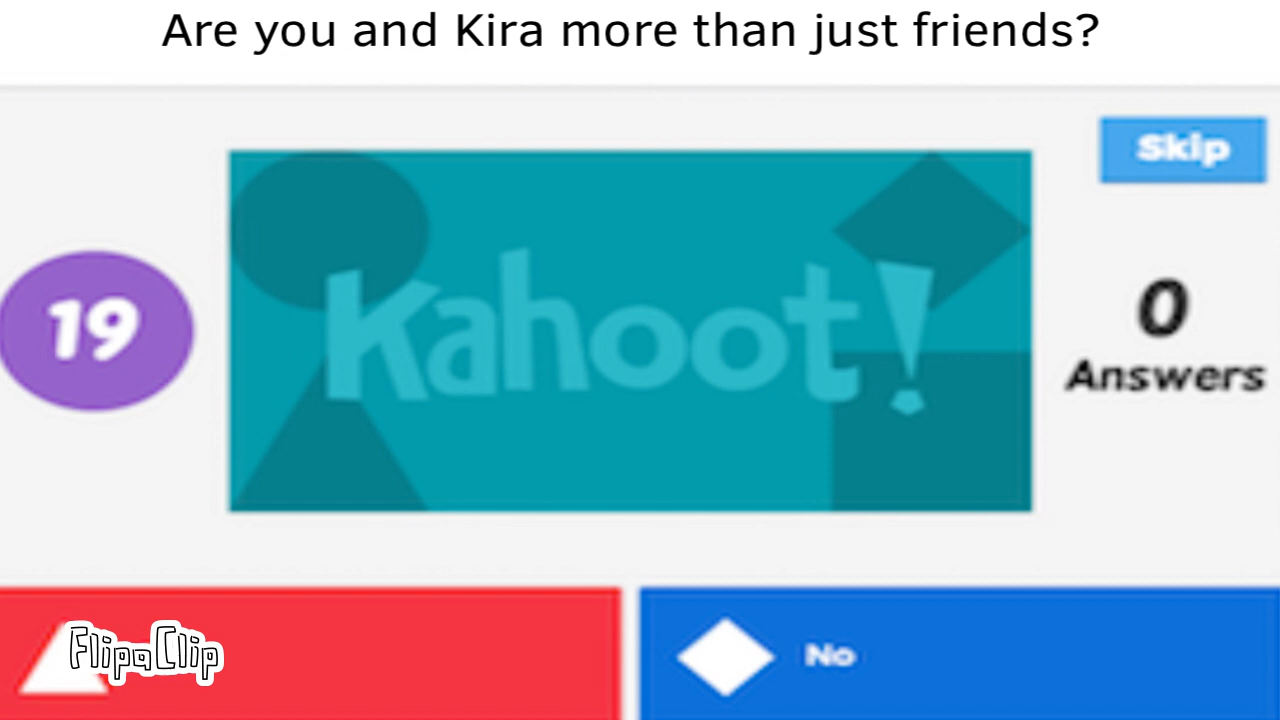 Are you and Kira more than just friends?
Skip
19
Kahoot!
0
Answers
FlipaClip
No